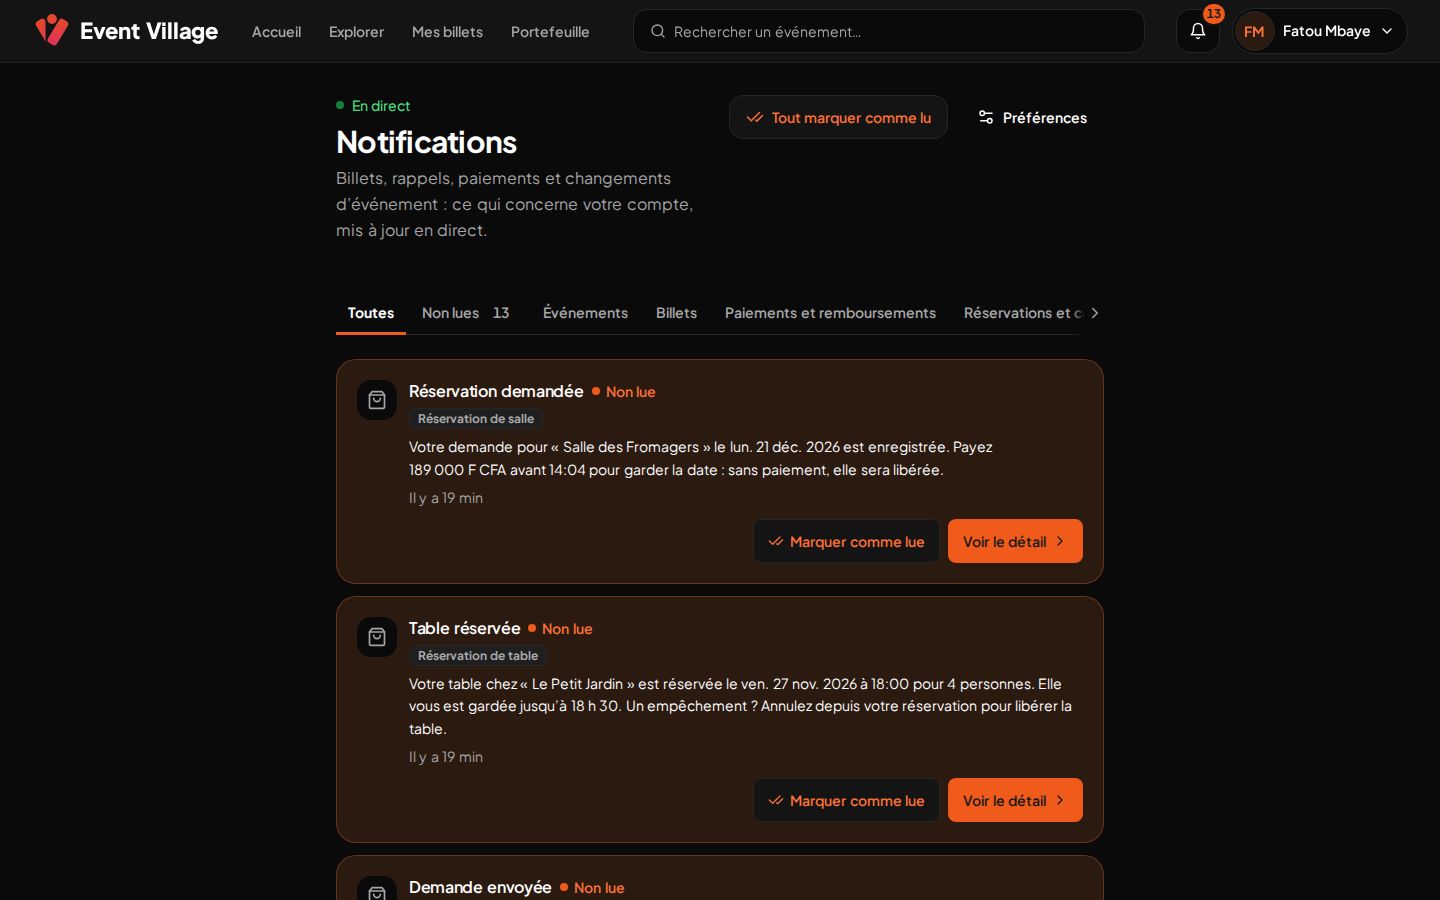 Event Village
Accueil
Explorer
Mes billets
Portefeuille
Rechercher un événement…
13
FM
Fatou Mbaye
En direct
Notifications
Billets, rappels, paiements et changements
d’événement : ce qui concerne votre compte,
mis à jour en direct.
Tout marquer comme lu
Préférences
Toutes
Non lues 13
Événements
Billets
Paiements et remboursements
Réservations et
Réservation demandée
Non lue
Réservation de salle
Votre demande pour « Salle des Fromagers » le lun. 21 déc. 2026 est enregistrée. Payez
189 000 F CFA avant 14:04 pour garder la date : sans paiement, elle sera libérée.
Il y a 19 min
Marquer comme lue
Voir le détail
Table réservée
Non lue
Réservation de table
Votre table chez « Le Petit Jardin » est réservée le ven. 27 nov. 2026 à 18:00 pour 4 personnes. Elle
vous est gardée jusqu’à 18 h 30. Un empêchement ? Annulez depuis votre réservation pour libérer la
table.
Il y a 19 min
Marquer comme lue
Voir le détail
Demande envoyée
Non lue